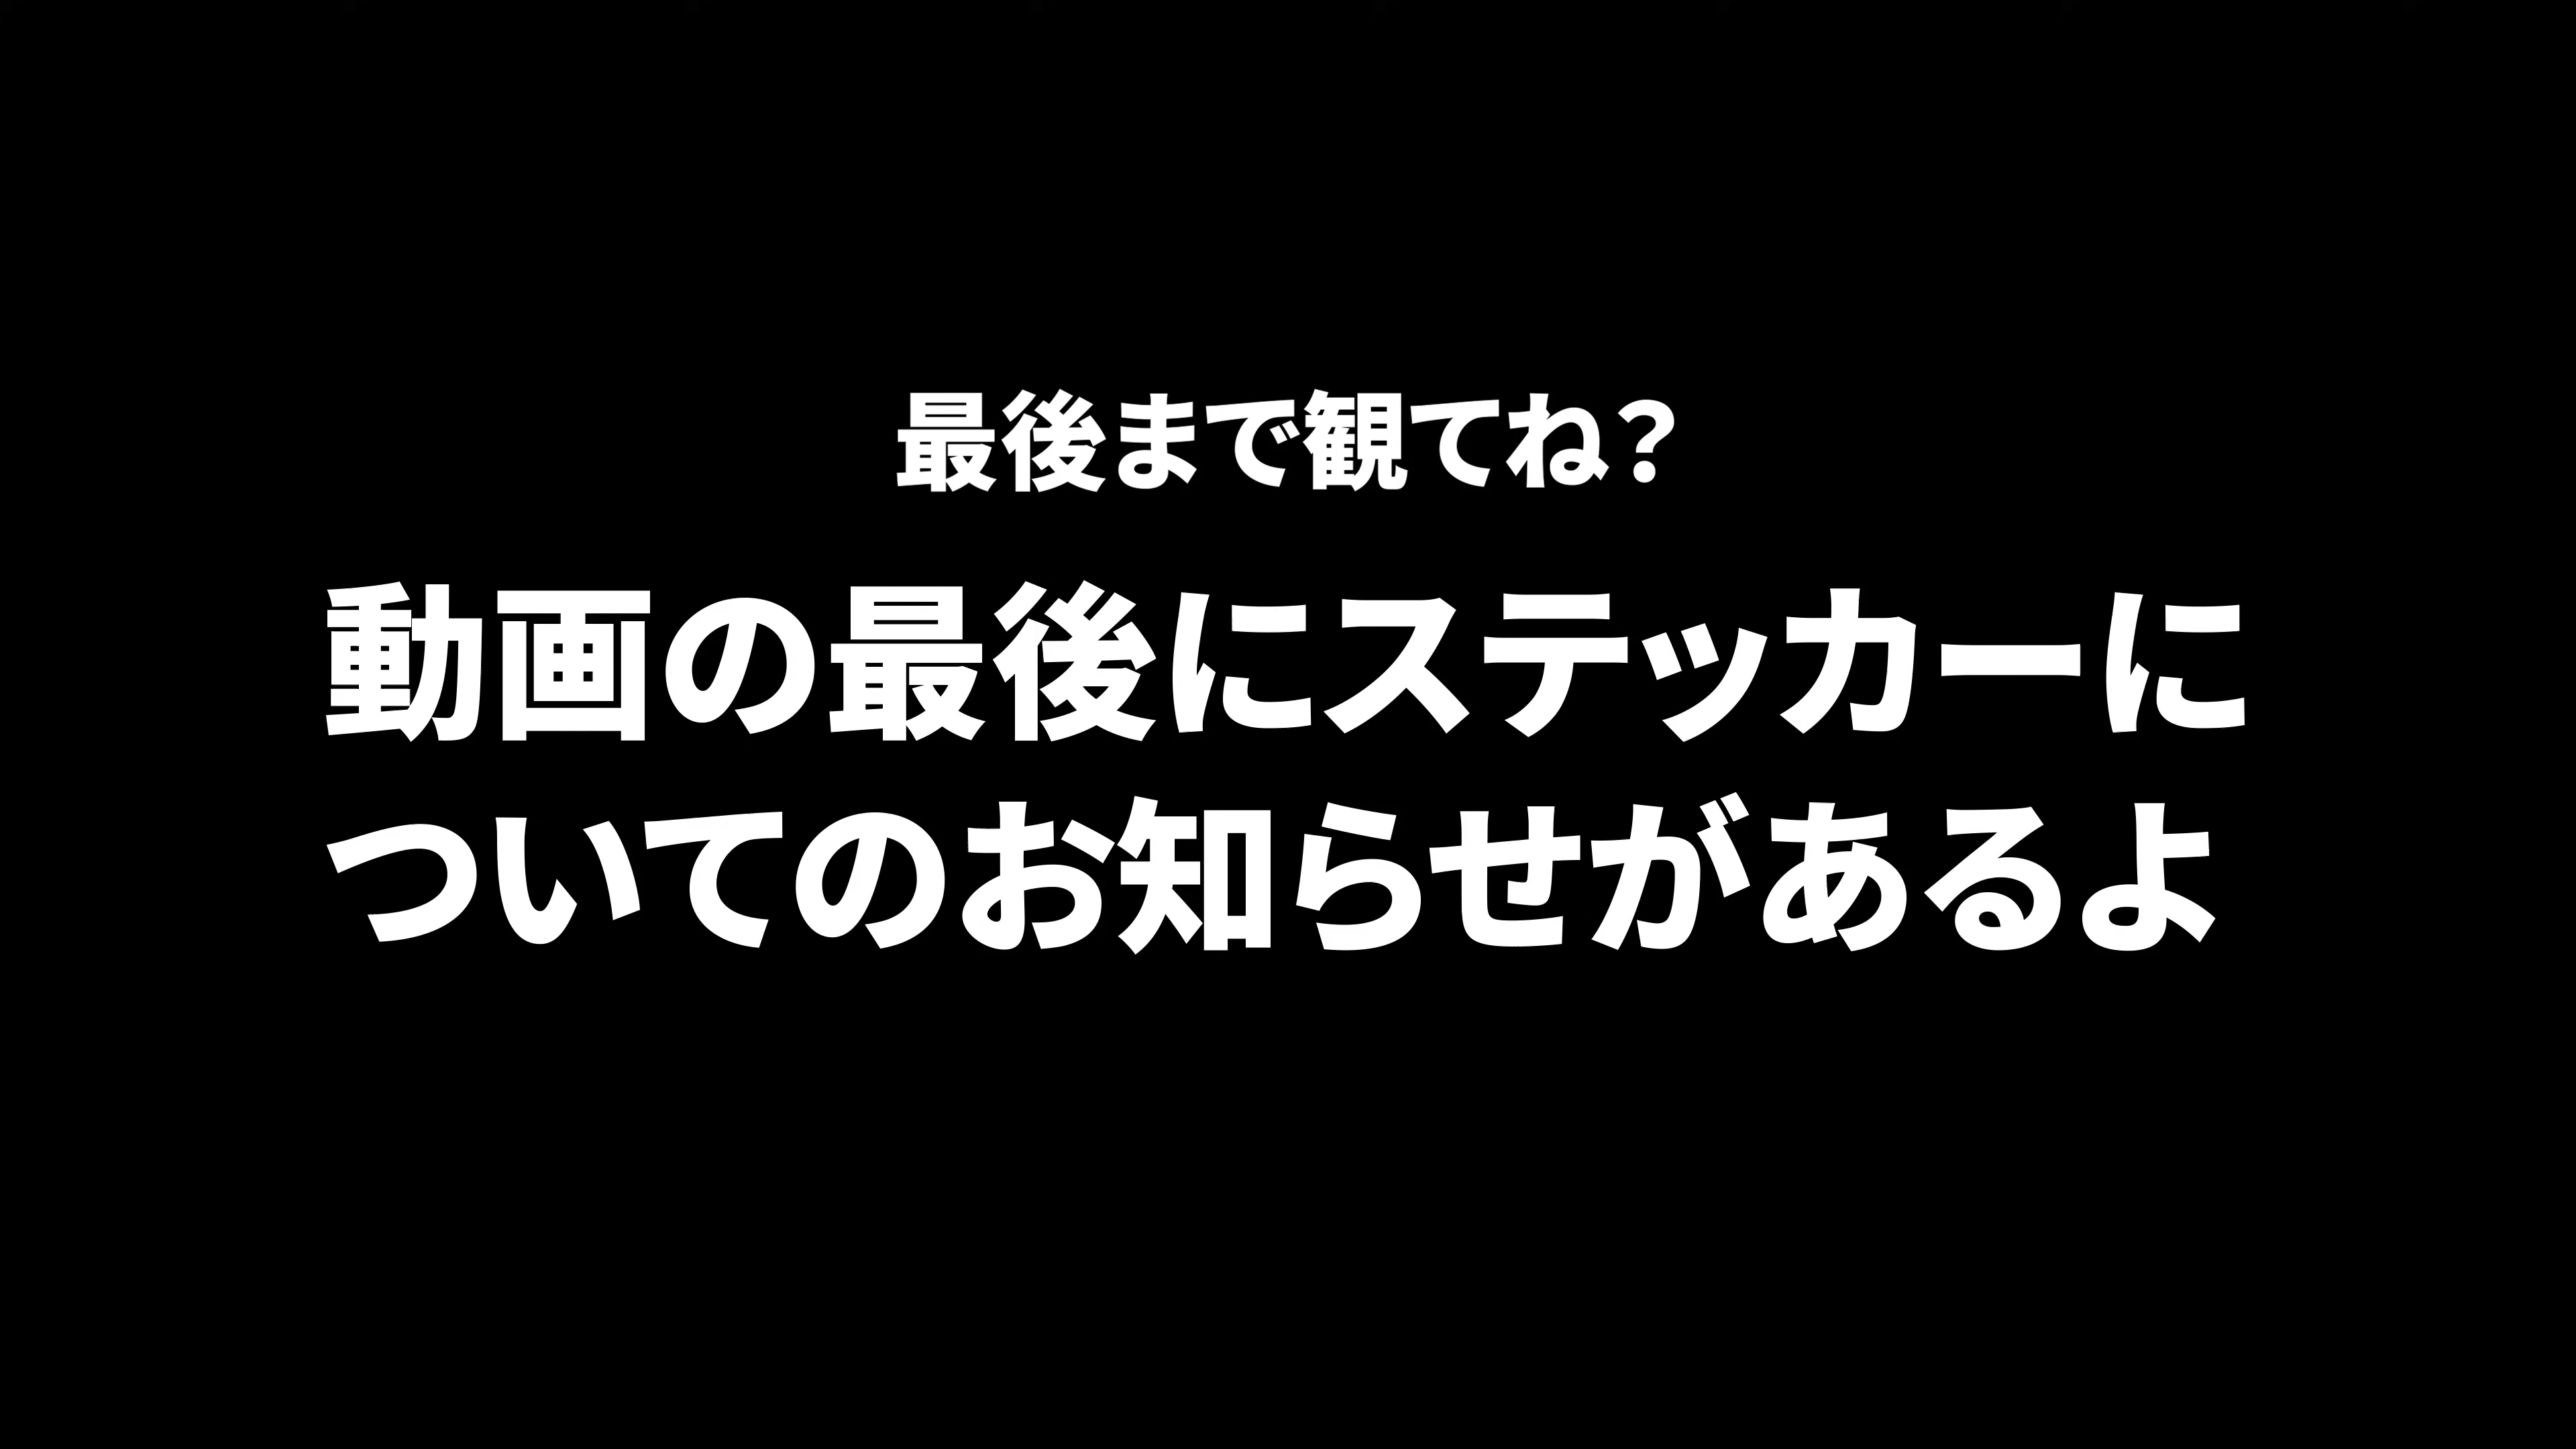 最後まで観てね？
動画の最後にステッカーに
ついてのお知らせがあるよ